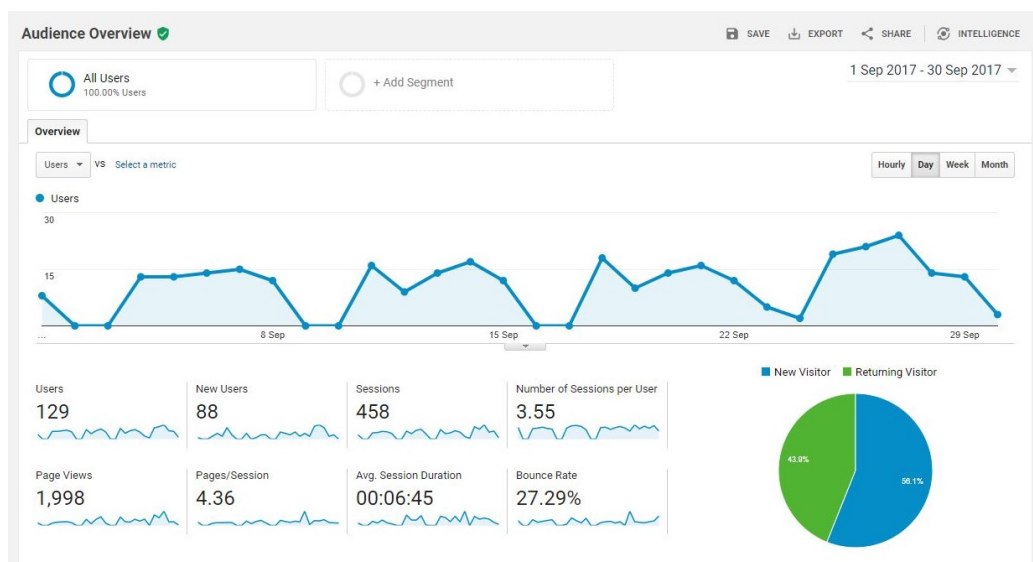 Audience Overview
SAVE EXPORT SHARE INTELLIGENCE
All Users
100.00% Users
+ Add Segment
1 Sep 2017 - 30 Sep 2017
Overview
Users VS Select a metric
Hourly Day Week Month
Users
30
15
... 8 Sep 15 Sep 22 Sep 29 Sep
New Visitor Returning Visitor
Users New Users Sessions Number of Sessions per User
129 88 458 3.55
43.9%
56.1%
Page Views Pages/Session Avg. Session Duration Bounce Rate
1,998 4.36 00:06:45 27.29%